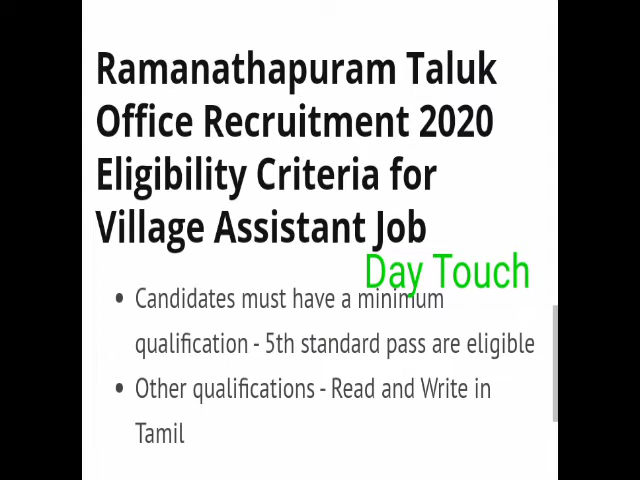 Ramanathapuram Taluk
Office Recruitment 2020
Eligibility Criteria for
Village Assistant Job
Day Touch
• Candidates must have a minimum
qualification - 5th standard pass are eligible
• Other qualifications - Read and Write in
Tamil